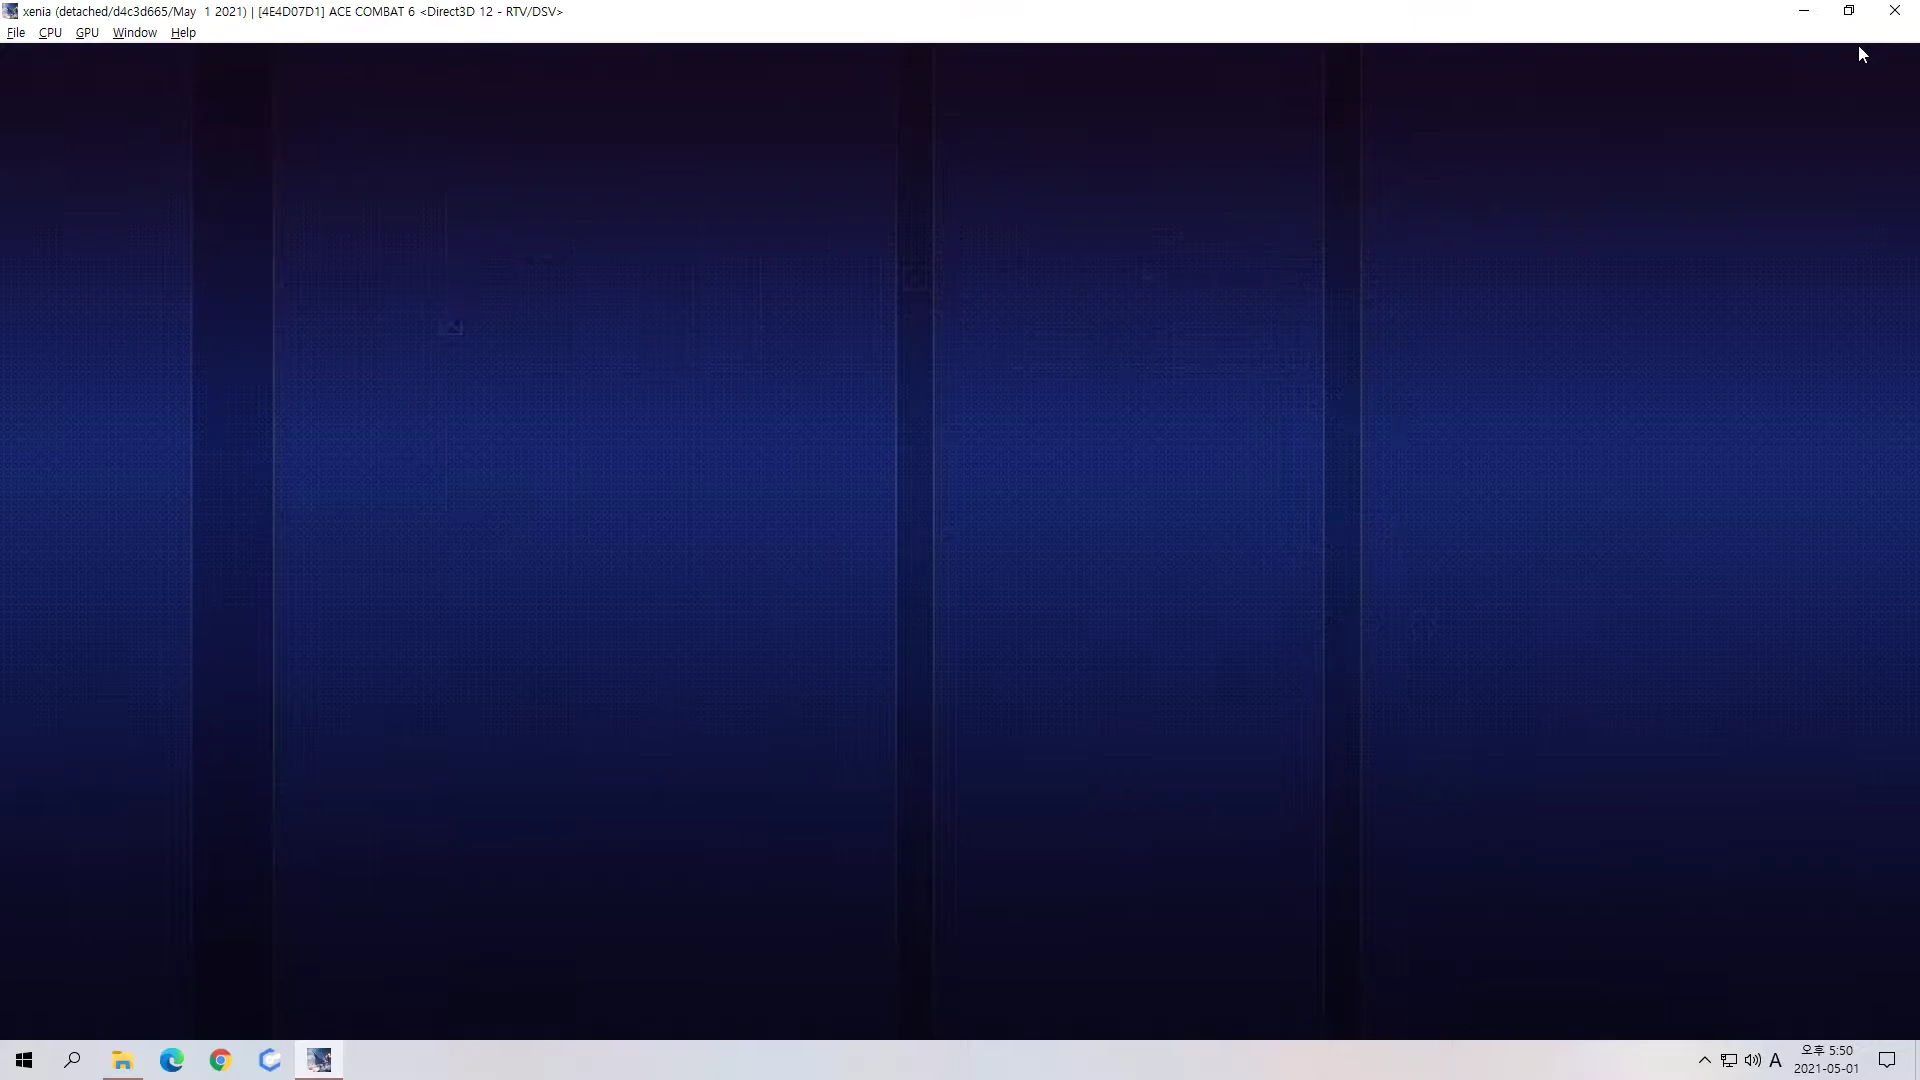 xenia (detached/d4c3d665/May  1 2021) | [4E4D07D1] ACE COMBAT 6 <Direct3D 12 - RTV/DSV>
File CPU GPU Window Help
A
오후 5:50
2021-05-01